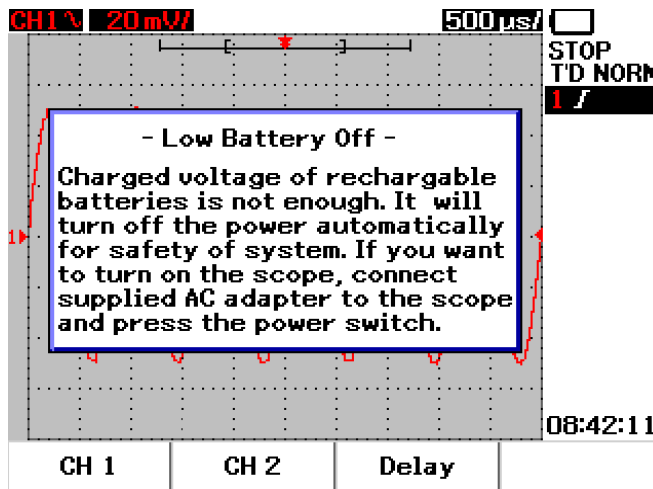 CH1 20 mV/ 500 µs/
STOP
T'D NORM
1
- Low Battery Off -
Charged voltage of rechargable
batteries is not enough. It will
turn off the power automatically
for safety of system. If you want
to turn on the scope, connect
supplied AC adapter to the scope
and press the power switch.
1
08:42:11
CH 1 CH 2 Delay